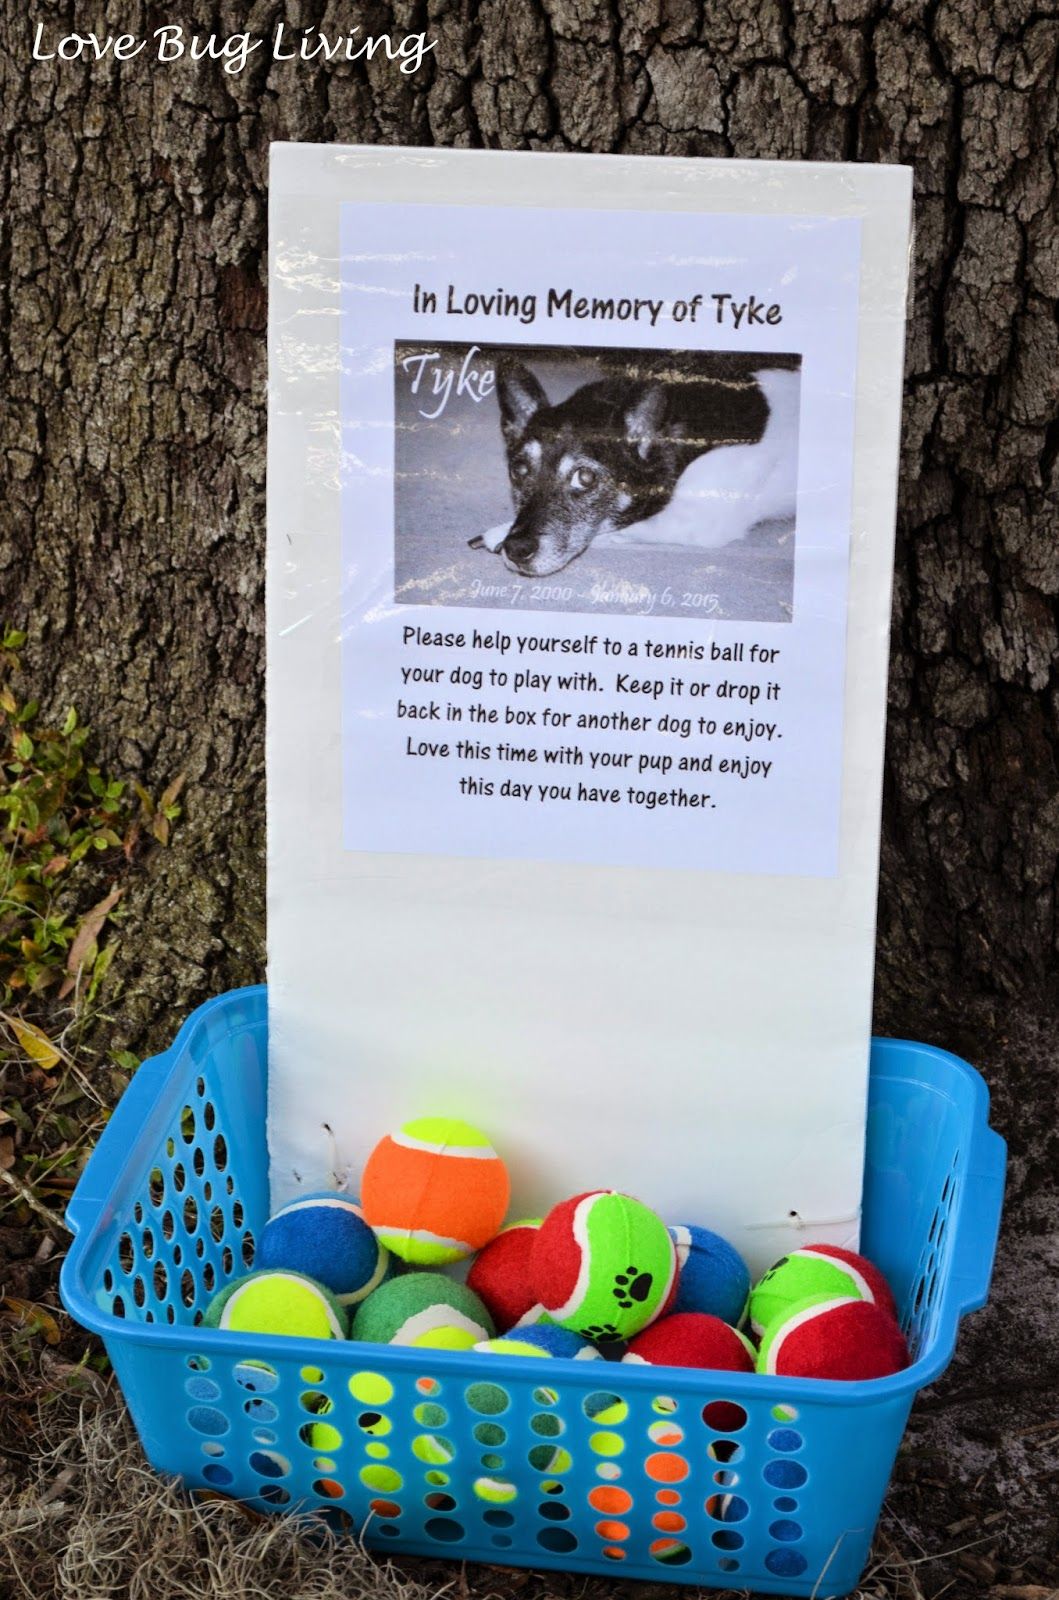 Love Bug Living
In Loving Memory of Tyke
Tyke
June 7, 2000 - January 6, 2015
Please help yourself to a tennis ball for
your dog to play with. Keep it or drop it
back in the box for another dog to enjoy.
Love this time with your pup and enjoy
this day you have together.